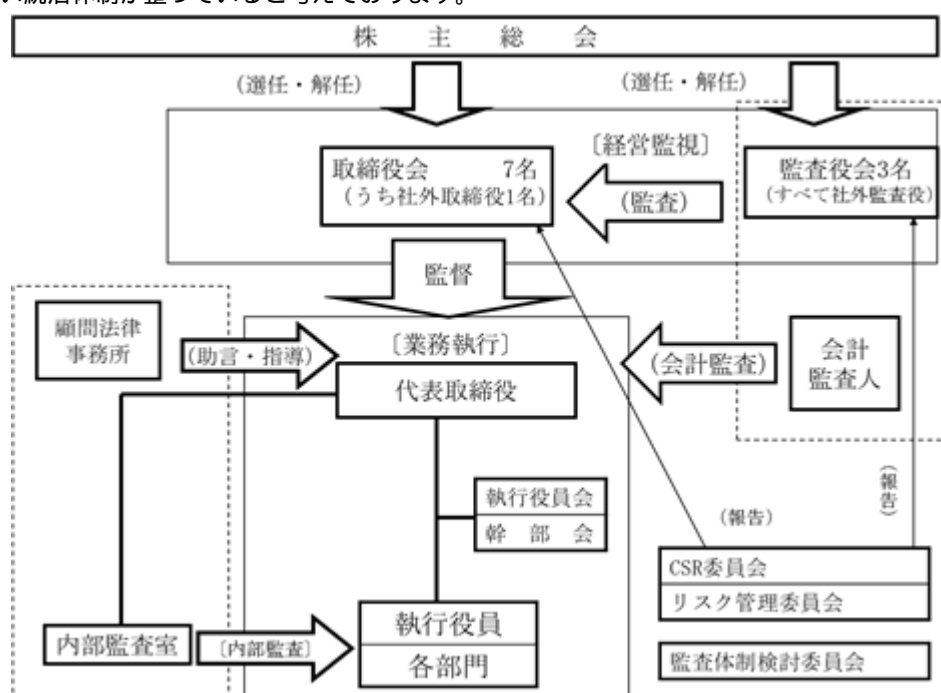 い統治体制が整っていると考えております。
株主総会
(選任・解任)
(選任・解任)
取締役会 7名
(うち社外取締役1名)
〔経営監視〕
(監査)
監査役会3名
(すべて社外監査役)
監督
顧問法律
事務所
(助言・指導)
〔業務執行〕
代表取締役
(会計監査)
会計
監査人
執行役員会
幹部会
(報告)
(報告)
CSR委員会
リスク管理委員会
内部監査室
〔内部監査〕
執行役員
各部門
監査体制検討委員会